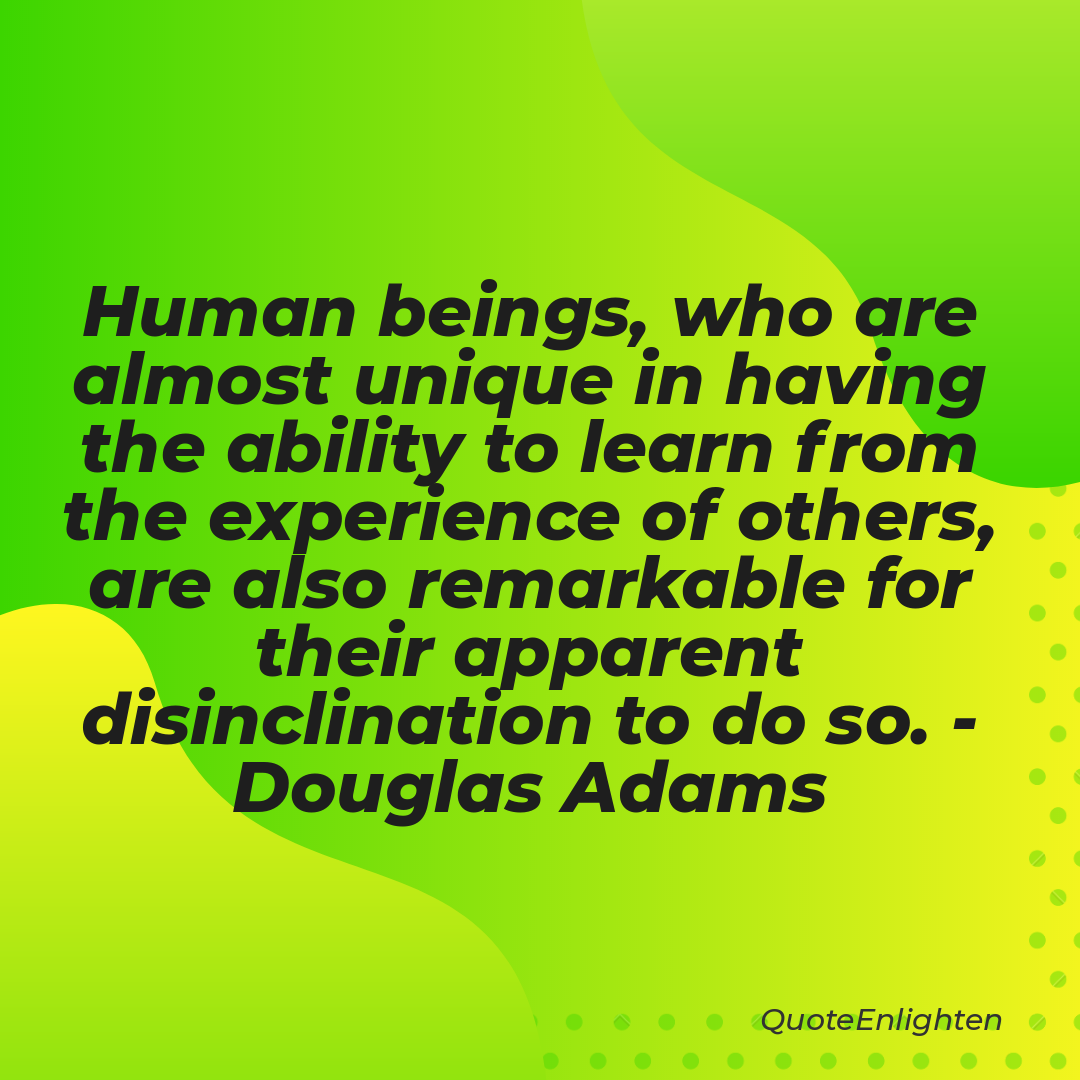 Human beings, who are
almost unique in having
the ability to learn from
the experience of others,
are also remarkable for
their apparent
disinclination to do so. -
Douglas Adams
QuoteEnlighten